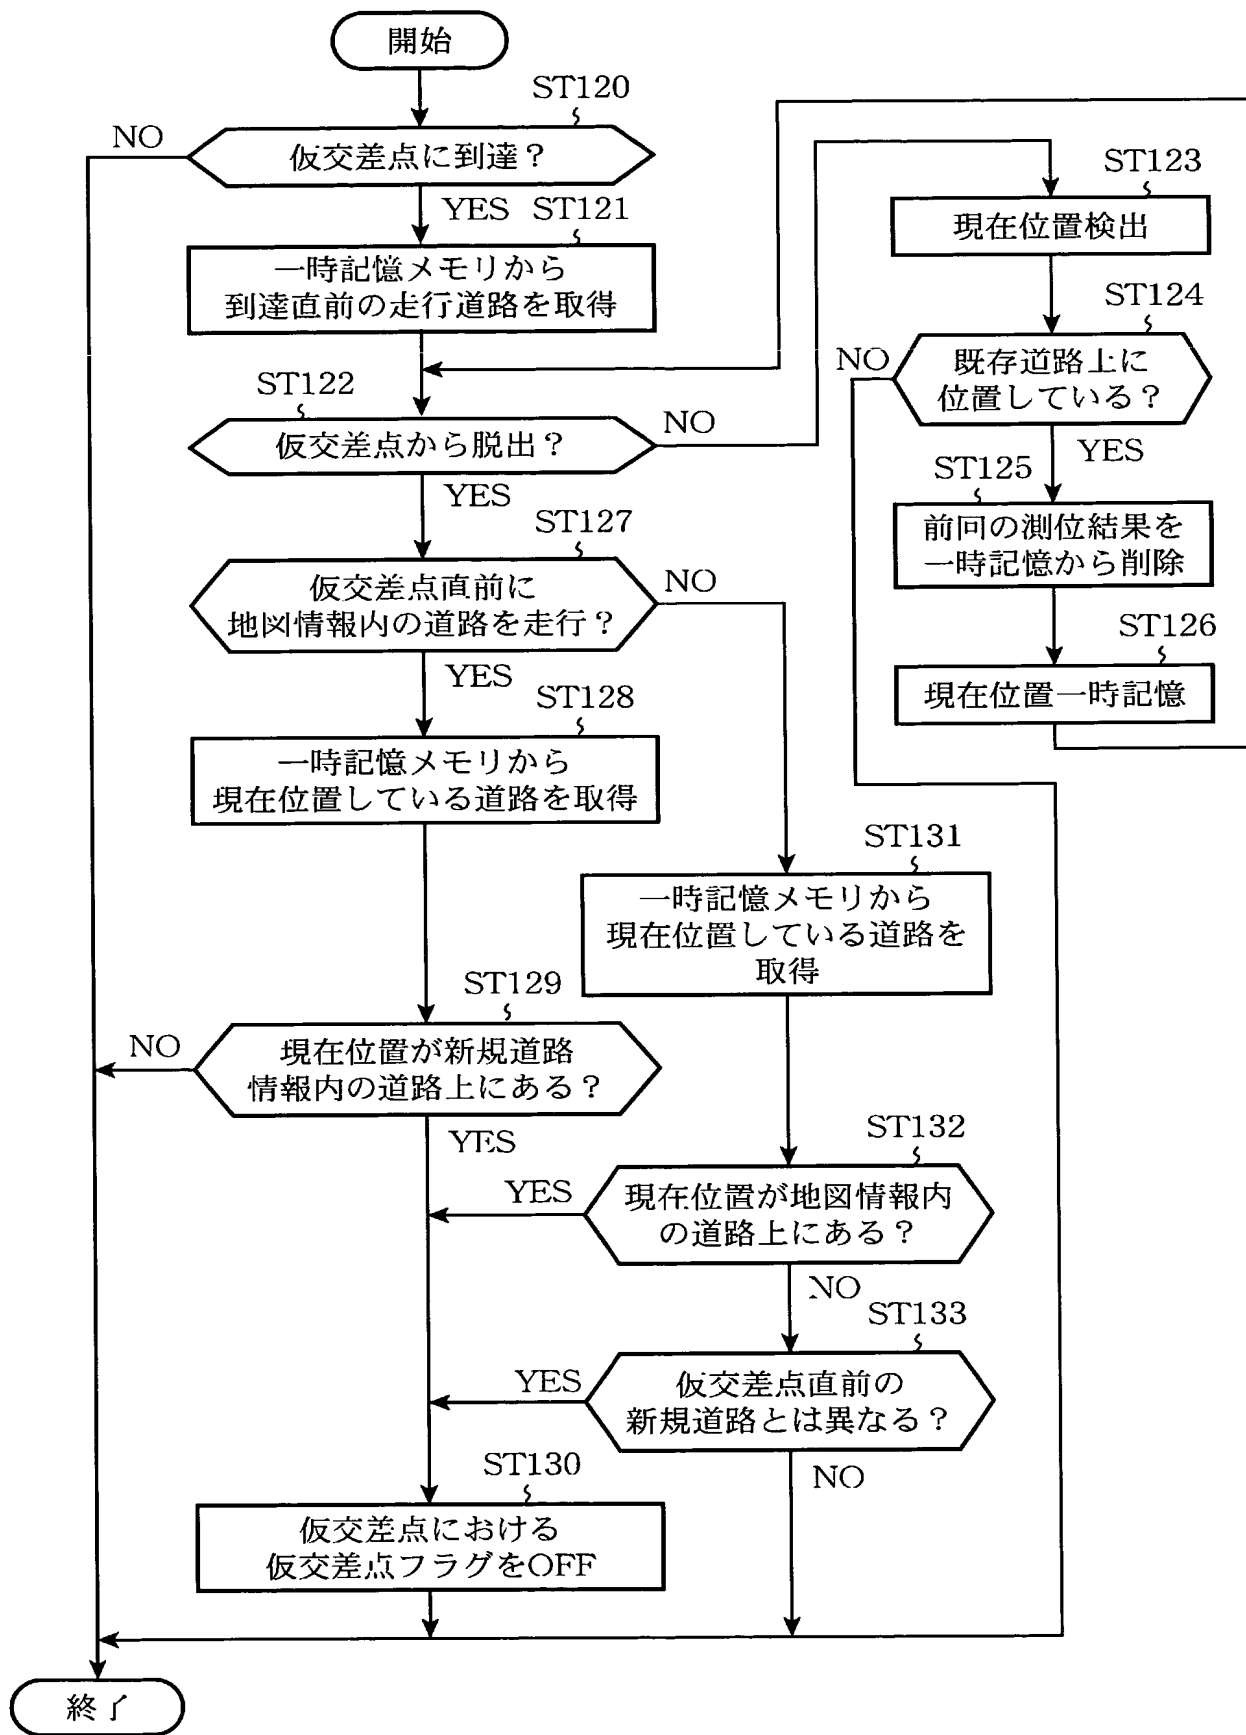 開始
ST120
NO
仮交差点に到達？
YES
ST121
一時記憶メモリから
到達直前の走行道路を取得
ST122
仮交差点から脱出？
NO
YES
ST123
現在位置検出
ST124
NO
既存道路上に
位置している？
YES
ST125
前回の測位結果を
一時記憶から削除
ST126
現在位置一時記憶
ST127
仮交差点直前に
地図情報内の道路を走行？
NO
YES
ST128
一時記憶メモリから
現在位置している道路を取得
ST131
一時記憶メモリから
現在位置している道路を
取得
ST129
NO
現在位置が新規道路
情報内の道路上にある？
YES
ST132
YES
現在位置が地図情報内
の道路上にある？
NO
ST133
YES
仮交差点直前の
新規道路とは異なる？
NO
ST130
仮交差点における
仮交差点フラグをOFF
終了